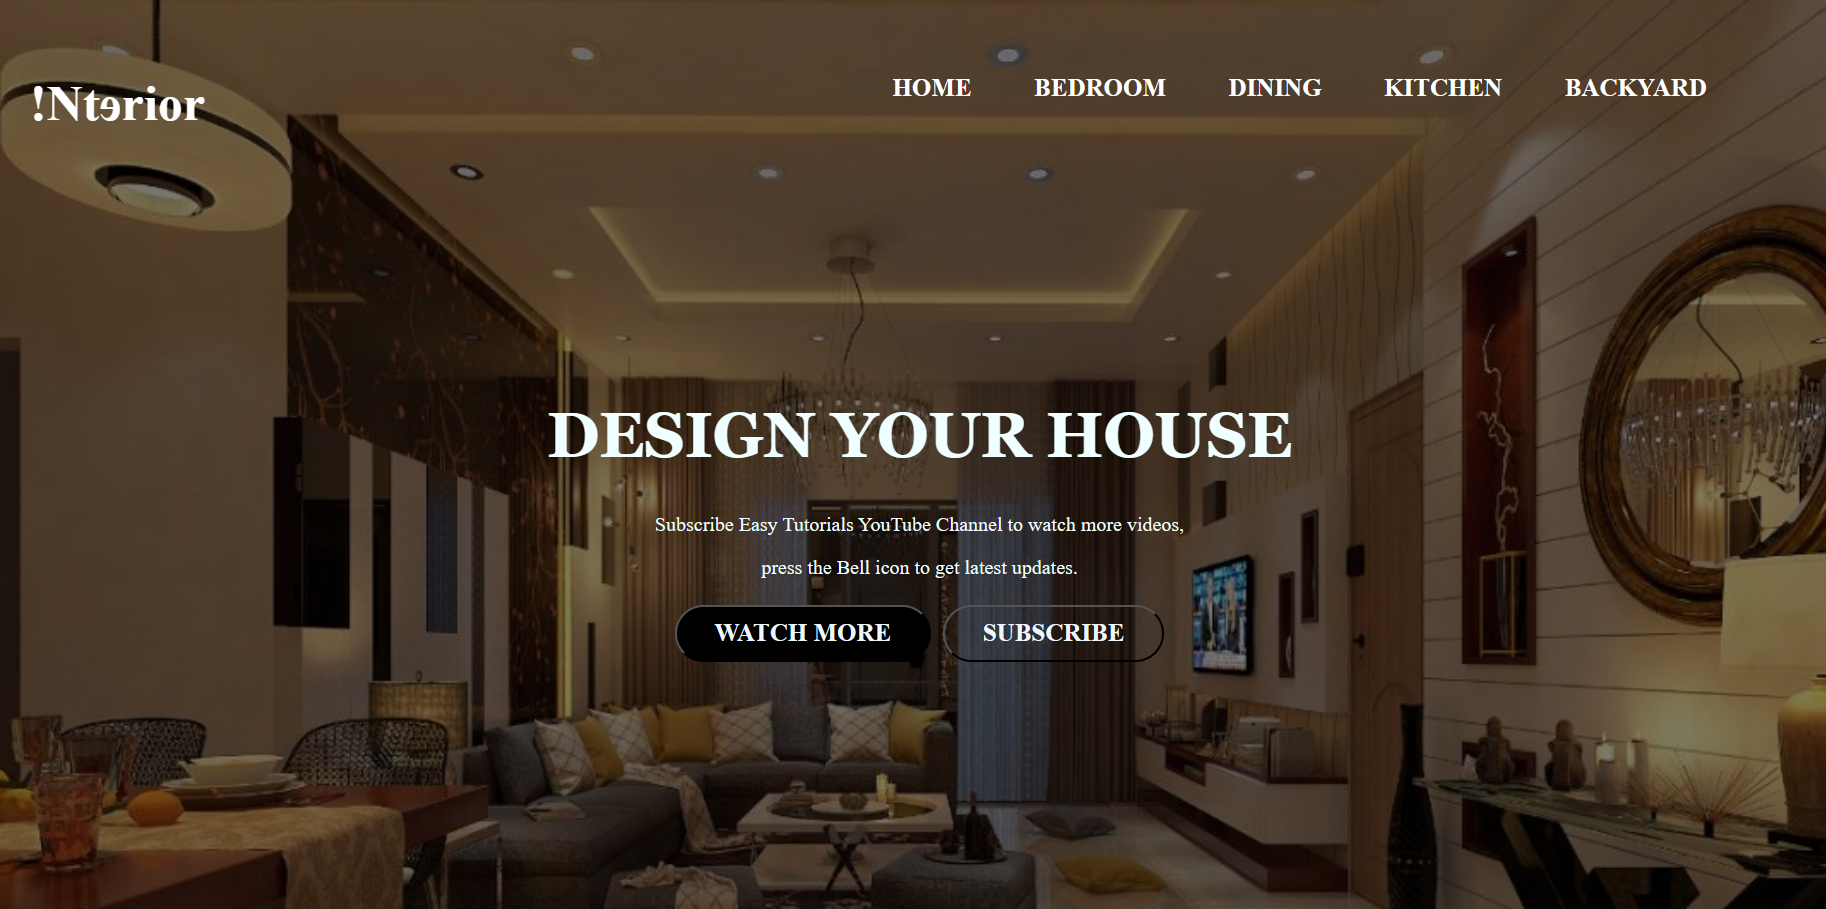 !Ntɘrior
HOME BEDROOM DINING KITCHEN BACKYARD
DESIGN YOUR HOUSE
Subscribe Easy Tutorials YouTube Channel to watch more videos,
press the Bell icon to get latest updates.
WATCH MORE SUBSCRIBE